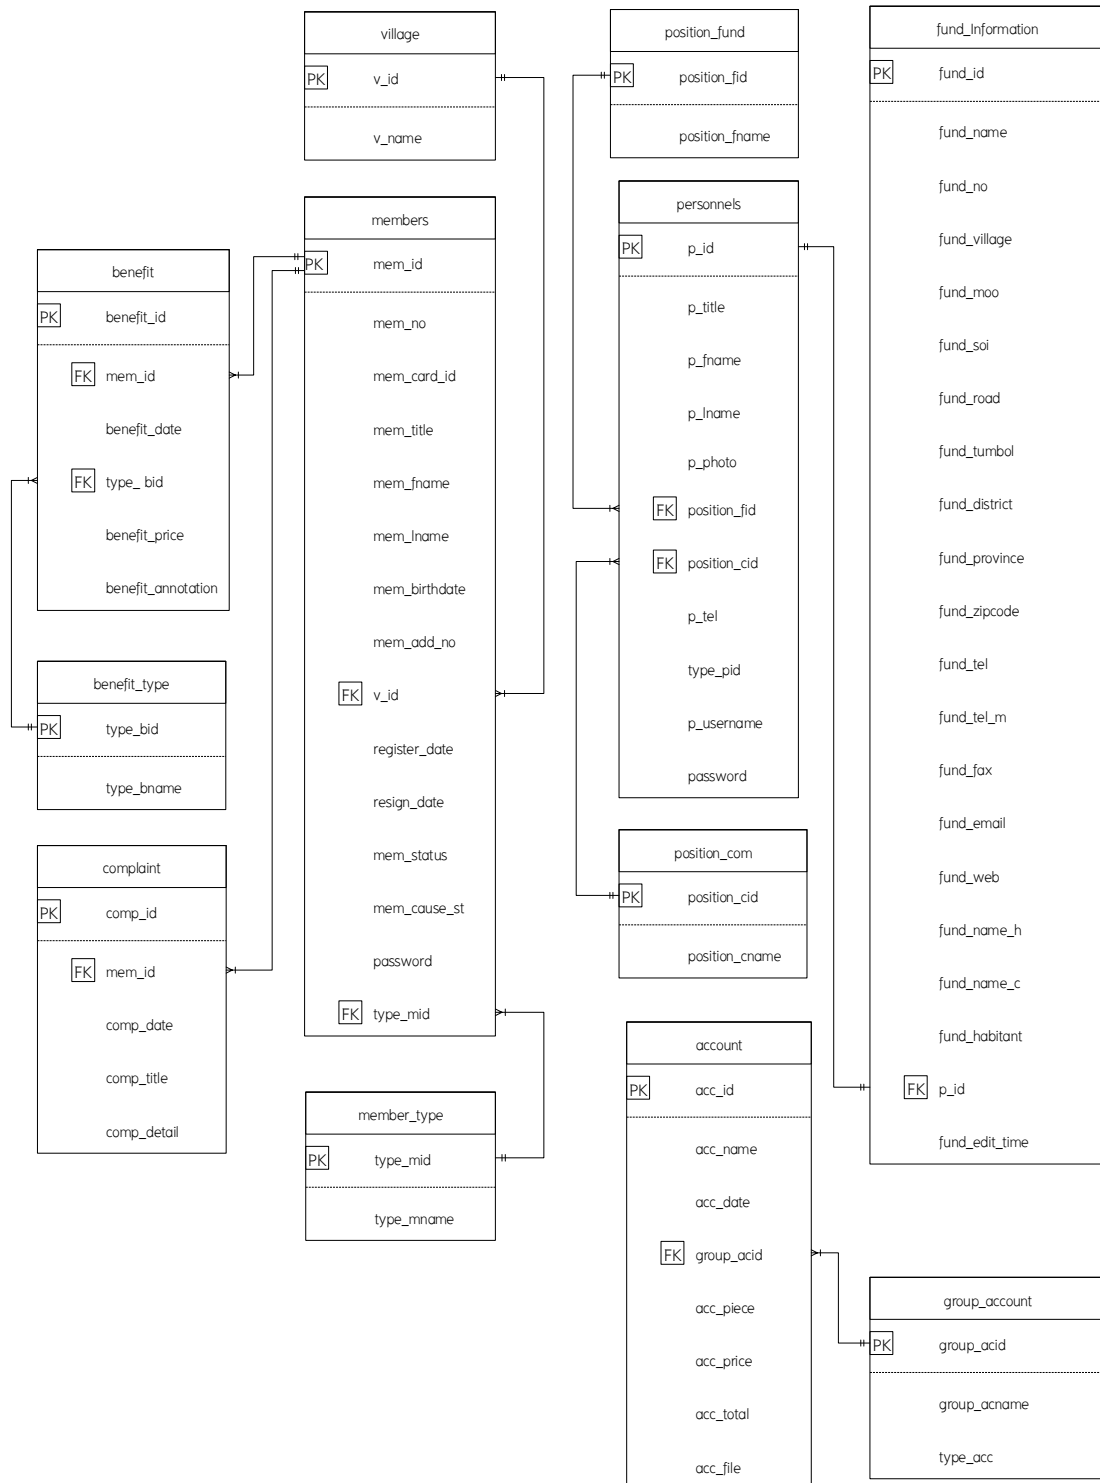 village
PK v_id
v_name
members
PK mem_id
mem_no
mem_card_id
mem_title
mem_fname
mem_lname
mem_birthdate
mem_add_no
FK v_id
register_date
resign_date
mem_status
mem_cause_st
password
FK type_mid
member_type
PK type_mid
type_mname
benefit
PK benefit_id
FK mem_id
benefit_date
FK type_ bid
benefit_price
benefit_annotation
benefit_type
PK type_bid
type_bname
complaint
PK comp_id
FK mem_id
comp_date
comp_title
comp_detail
position_fund
PK position_fid
position_fname
personnels
PK p_id
p_title
p_fname
p_lname
p_photo
FK position_fid
FK position_cid
p_tel
type_pid
p_username
password
position_com
PK position_cid
position_cname
account
PK acc_id
acc_name
acc_date
FK group_acid
acc_piece
acc_price
acc_total
acc_file
fund_Information
PK fund_id
fund_name
fund_no
fund_village
fund_moo
fund_soi
fund_road
fund_tumbol
fund_district
fund_province
fund_zipcode
fund_tel
fund_tel_m
fund_fax
fund_email
fund_web
fund_name_h
fund_name_c
fund_habitant
FK p_id
fund_edit_time
group_account
PK group_acid
group_acname
type_acc